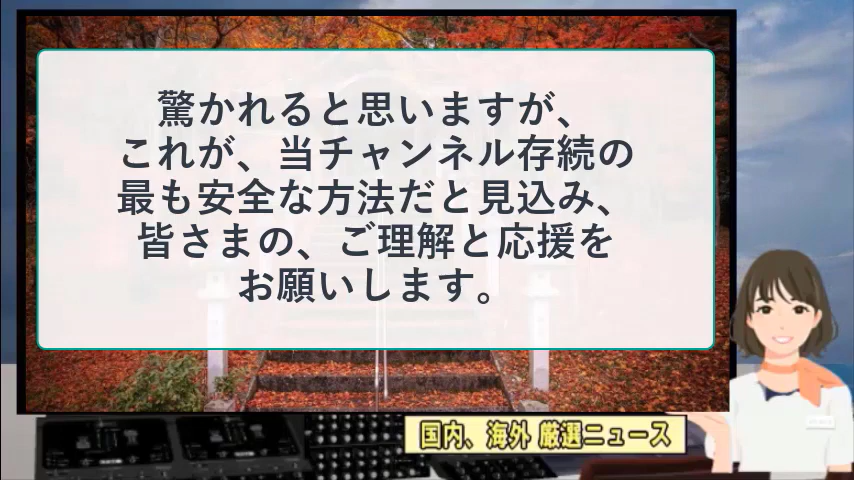 驚かれると思いますが、
これが、当チャンネル存続の
最も安全な方法だと見込み、
皆さまの、ご理解と応援を
お願いします。
国内、海外 厳選ニュース